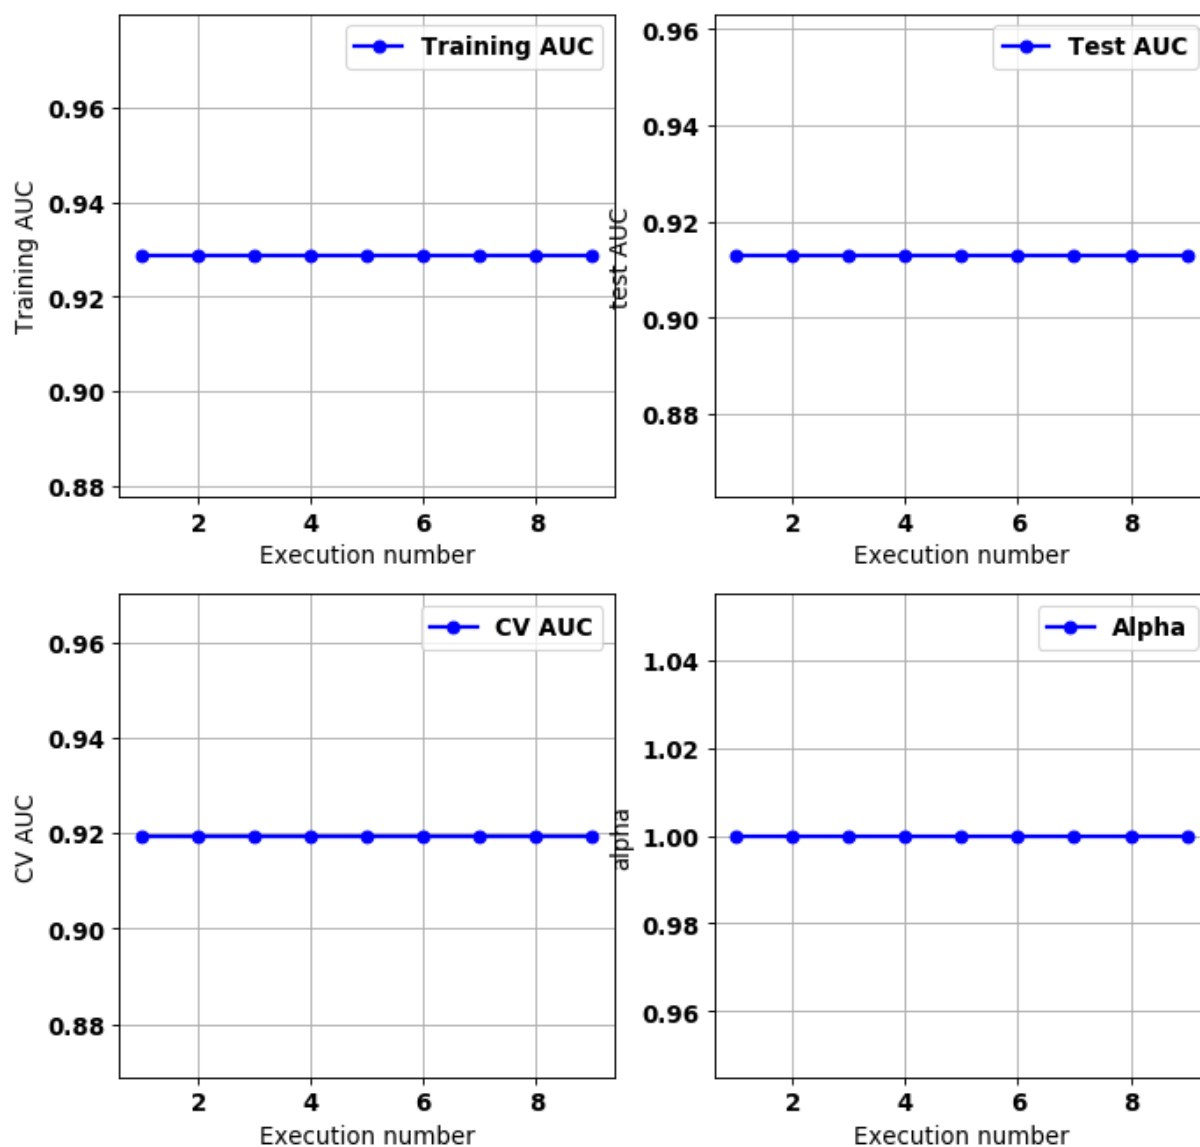 Training AUC
Training AUC
0.96
0.94
0.92
0.90
0.88
2 4 6 8
Execution number
Test AUC
test AUC
0.96
0.94
0.92
0.90
0.88
2 4 6 8
Execution number
CV AUC
CV AUC
0.96
0.94
0.92
0.90
0.88
2 4 6 8
Execution number
Alpha
alpha
1.04
1.02
1.00
0.98
0.96
2 4 6 8
Execution number